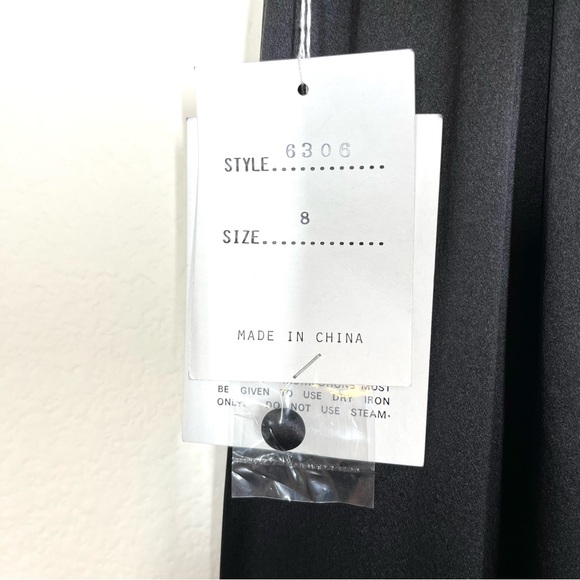 6306
STYLE.............
8
SIZE..............
MADE IN CHINA
MUST
BE GIVEN TO USE DRY IRON
ONLY. DO NOT USE STEAM.